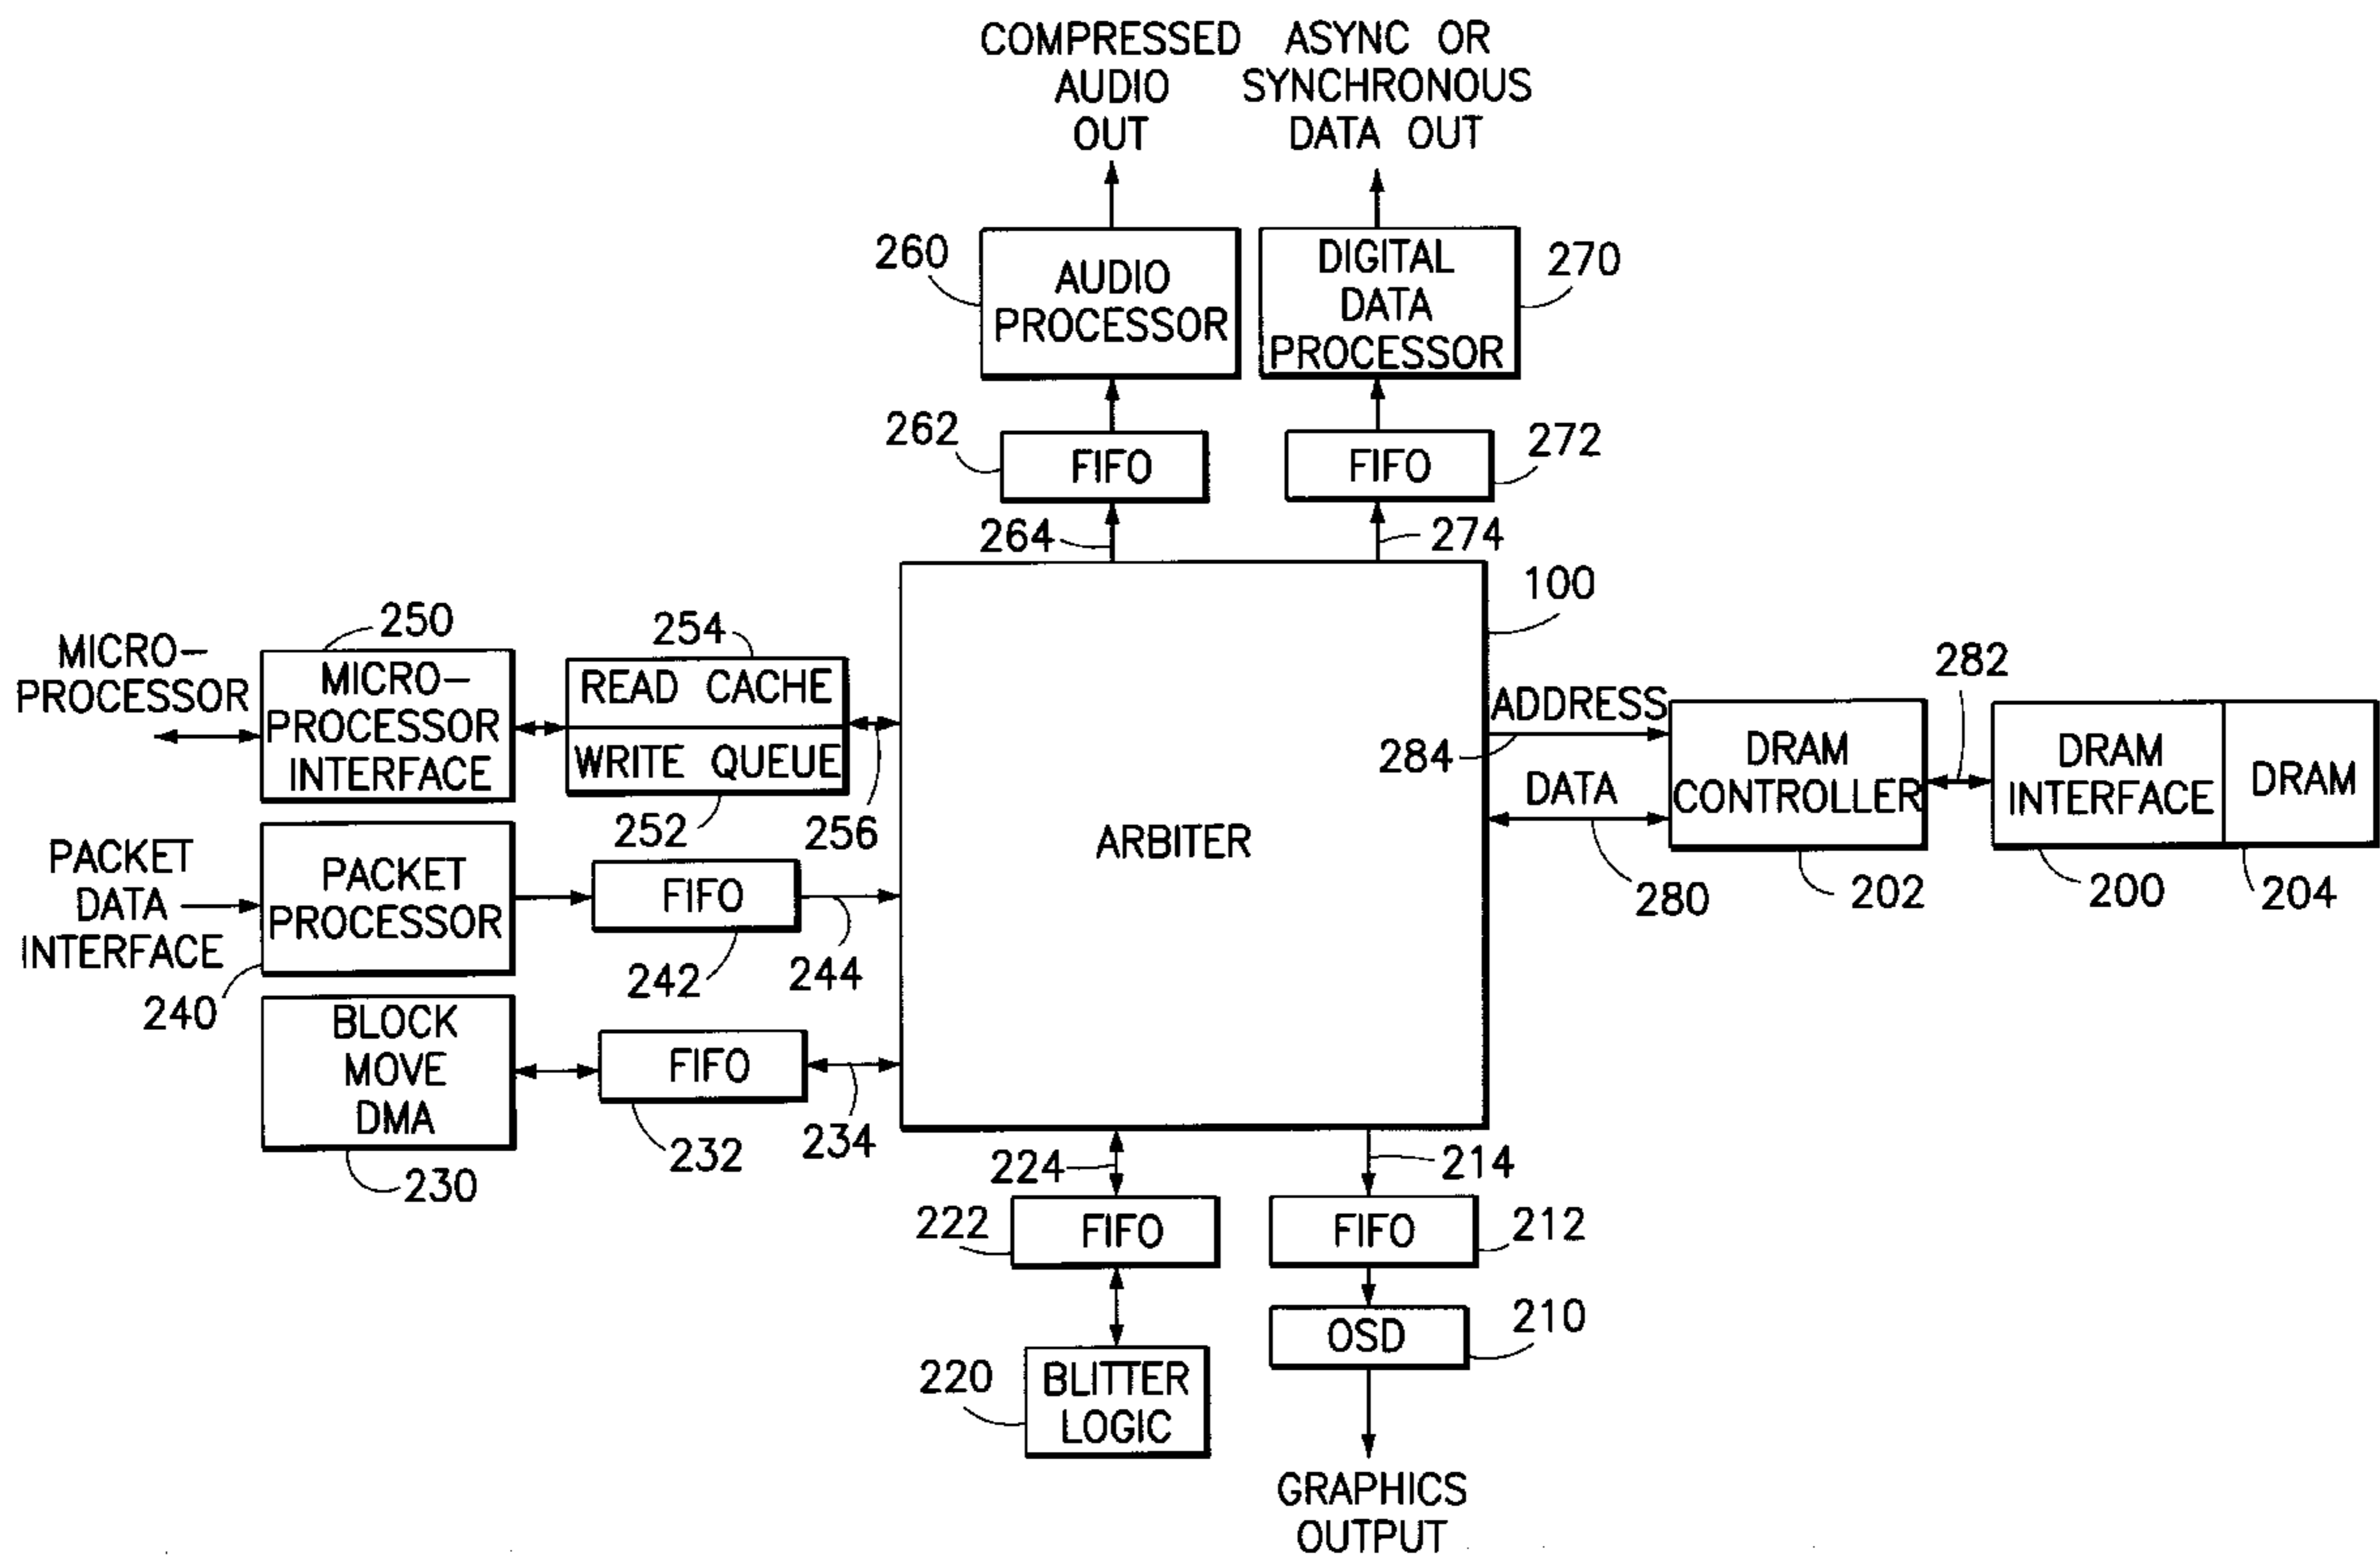 COMPRESSED
AUDIO
OUT
ASYNC OR
SYNCHRONOUS
DATA OUT
260
AUDIO
PROCESSOR
DIGITAL
DATA
PROCESSOR
270
262
FIFO
FIFO
272
264
274
100
MICRO-
PROCESSOR
250
MICRO-
PROCESSOR
INTERFACE
254
READ CACHE
WRITE QUEUE
252
256
ARBITER
ADDRESS
284
DATA
280
DRAM
CONTROLLER
202
282
DRAM
INTERFACE
200
DRAM
204
PACKET
DATA
INTERFACE
PACKET
PROCESSOR
240
FIFO
242
244
BLOCK
MOVE
DMA
230
FIFO
232
234
224
214
222
FIFO
FIFO
212
220
BLITTER
LOGIC
OSD
210
GRAPHICS
OUTPUT